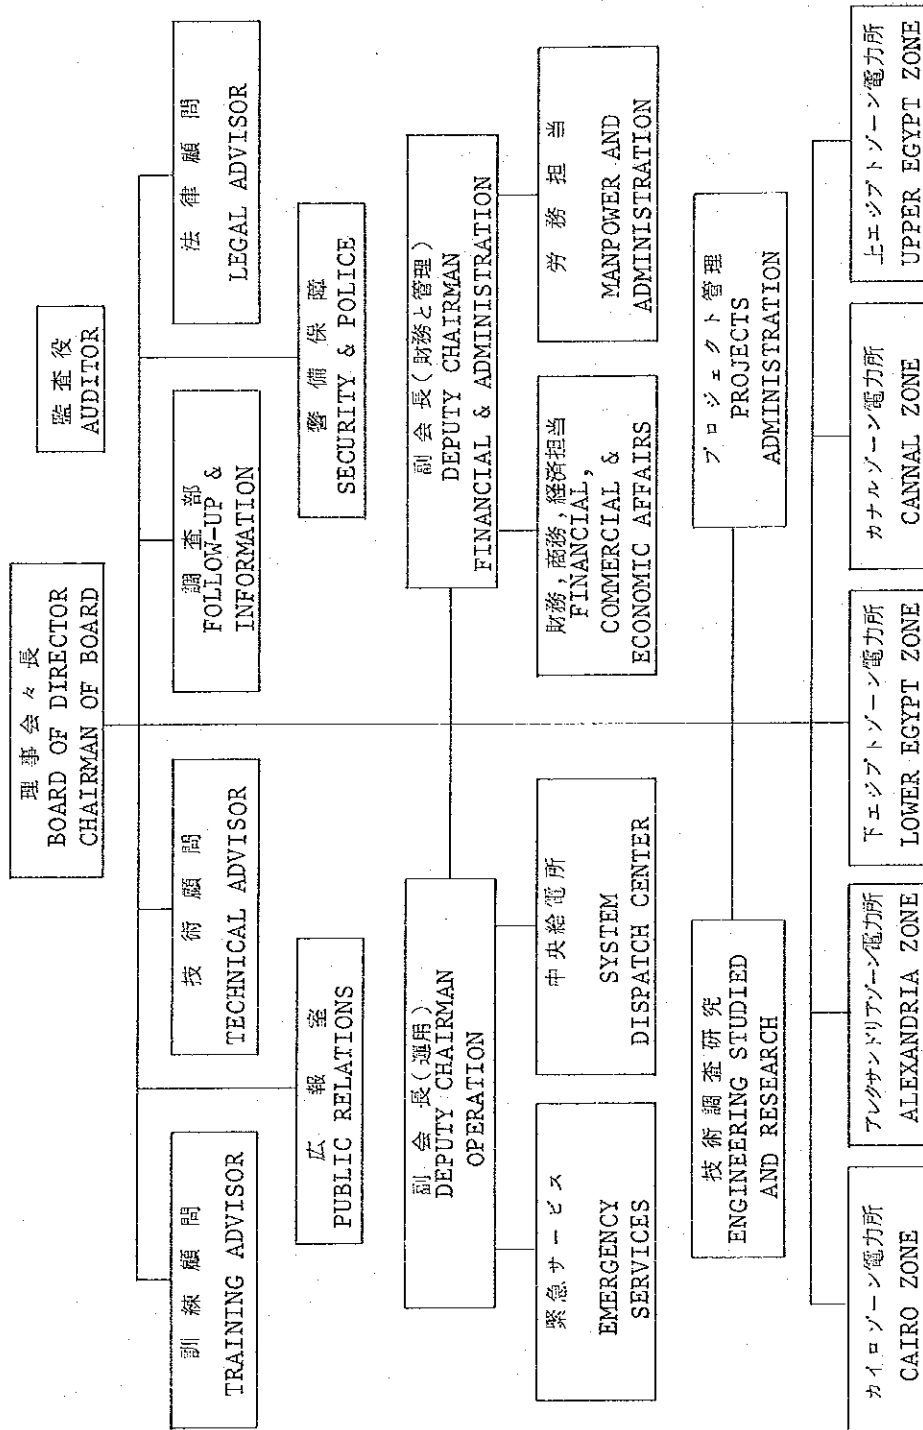 理事会々長
BOARD OF DIRECTOR
CHAIRMAN OF BOARD
監査役
AUDITOR
訓練顧問
TRAINING ADVISOR
技術顧問
TECHNICAL ADVISOR
調査部
FOLLOW-UP &
INFORMATION
法律顧問
LEGAL ADVISOR
広報室
PUBLIC RELATIONS
警備保障
SECURITY & POLICE
副会長(運用)
DEPUTY CHAIRMAN
OPERATION
副会長(財務と管理)
DEPUTY CHAIRMAN
FINANCIAL & ADMINISTRATION
緊急サービス
EMERGENCY
SERVICES
中央給電所
SYSTEM
DISPATCH CENTER
財務,商務,経済担当
FINANCIAL,
COMMERCIAL &
ECONOMIC AFFAIRS
労務担当
MANPOWER AND
ADMINISTRATION
技術調査研究
ENGINEERING STUDIED
AND RESEARCH
プロジェクト管理
PROJECTS
ADMINISTRATION
カイロゾーン電力所
CAIRO ZONE
アレクサンドリアゾーン電力所
ALEXANDRIA ZONE
下エジプトゾーン電力所
LOWER EGYPT ZONE
カナルゾーン電力所
CANNAL ZONE
上エジプトゾーン電力所
UPPER EGYPT ZONE